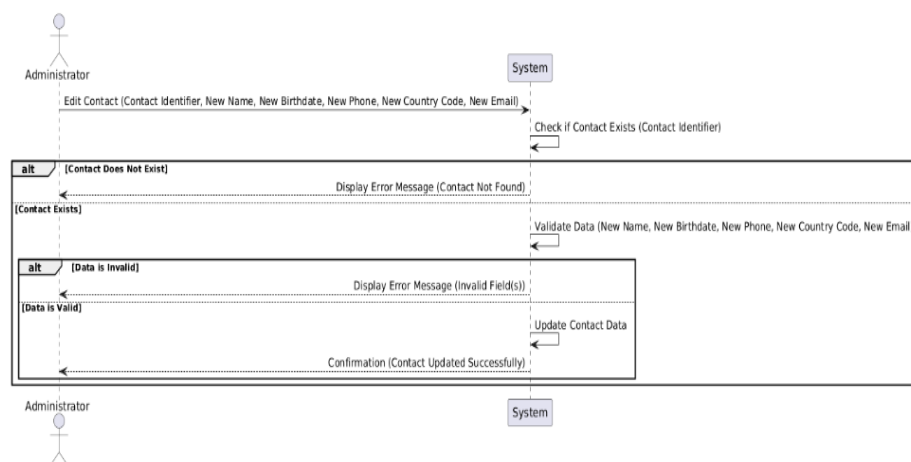 Administrator
System
Edit Contact (Contact Identifier, New Name, New Birthdate, New Phone, New Country Code, New Email)
Check if Contact Exists (Contact Identifier)
alt [Contact Does Not Exist]
Display Error Message (Contact Not Found)
[Contact Exists]
Validate Data (New Name, New Birthdate, New Phone, New Country Code, New Email
alt [Data is Invalid]
Display Error Message (Invalid Field(s))
[Data is Valid]
Update Contact Data
Confirmation (Contact Updated Successfully)
Administrator
System